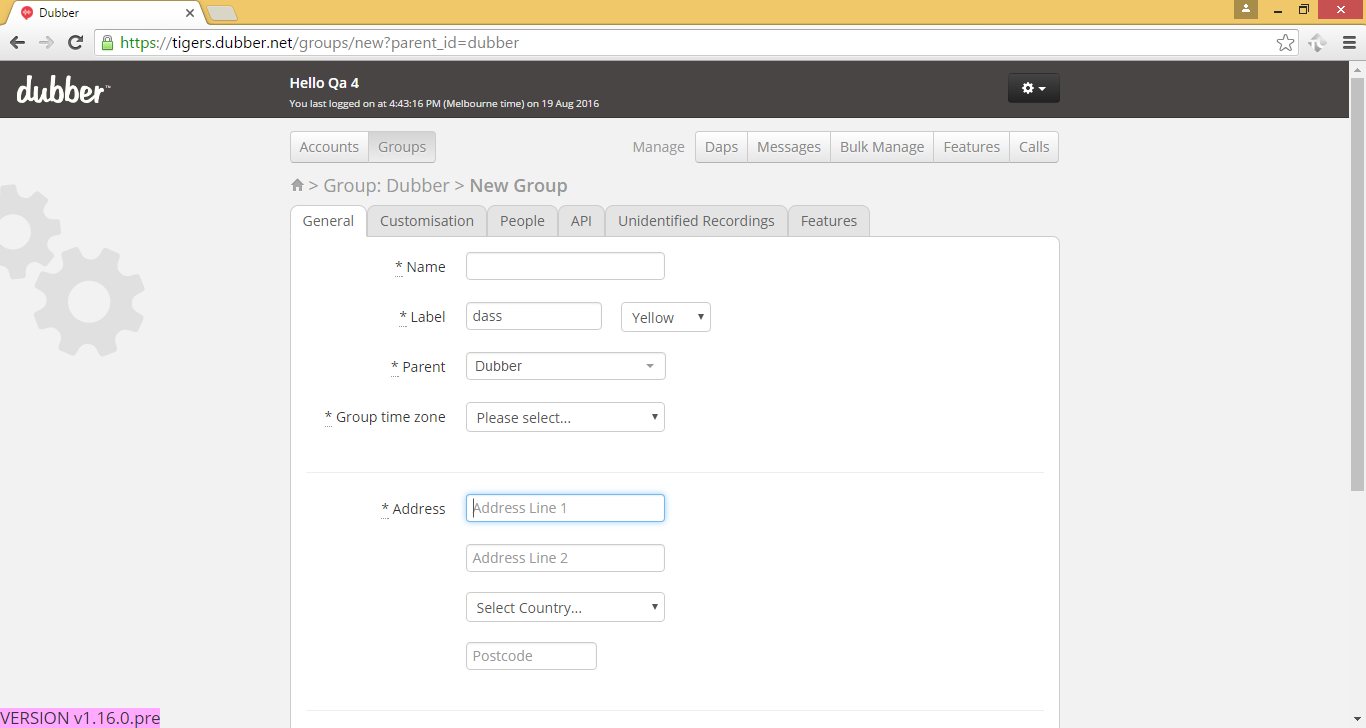 Dubber
https://tigers.dubber.net/groups/new?parent_id=dubber
dubber™
Hello Qa 4
You last logged on at 4:43:16 PM (Melbourne time) on 19 Aug 2016
Accounts Groups Manage Daps Messages Bulk Manage Features Calls
> Group: Dubber > New Group
General Customisation People API Unidentified Recordings Features
* Name
* Label dass Yellow
* Parent Dubber
* Group time zone Please select...
* Address Address Line 1
Address Line 2
Select Country...
Postcode
VERSION v1.16.0.pre